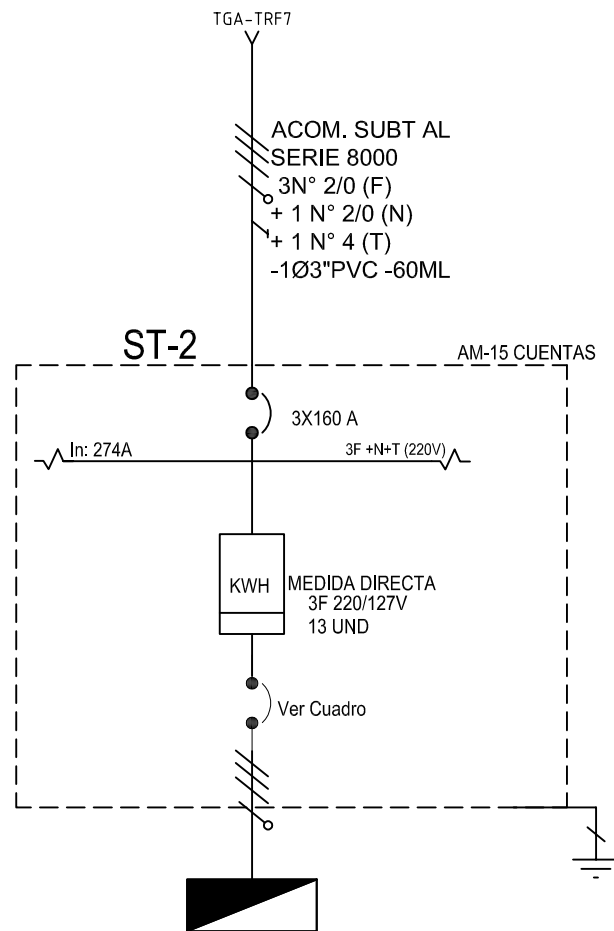 TGA-TRF7
ACOM. SUBT AL
SERIE 8000
3N° 2/0 (F)
+ 1 N° 2/0 (N)
+ 1 N° 4 (T)
-1Ø3"PVC -60ML
ST-2
AM-15 CUENTAS
3X160 A
In: 274A
3F +N+T (220V)
KWH
MEDIDA DIRECTA
3F 220/127V
13 UND
Ver Cuadro